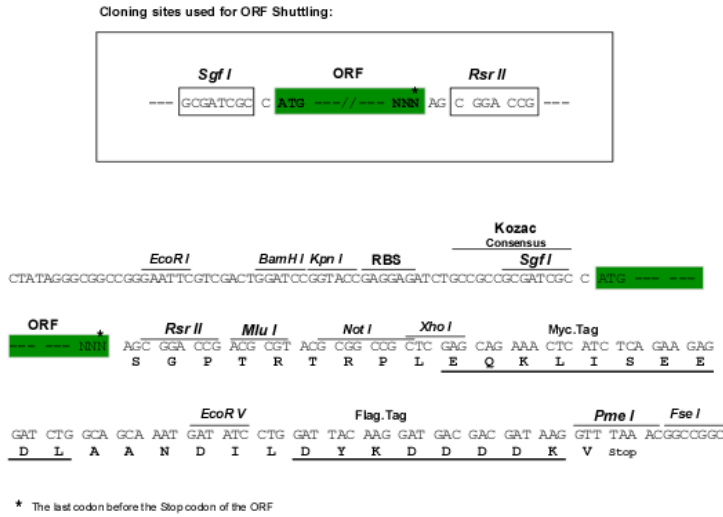 Cloning sites used for ORF Shuttling:
Sgf I ORF Rsr II
*
--- GCGATCGC C ATG ---//--- NNN AG C GGA CCG ---
Kozac
Consensus
EcoR I BamH I Kpn I RBS Sgf I
CTATAGGGCGGCCGGGAATTCGTCGACTGGATCCGGTACCGAGGAGATCTGCCGCCGCGATCGC C ATG --- ---
ORF
* Rsr II Mlu I Not I Xho I Myc.Tag
--- --- NNN AGC GGA CCG ACG CGT ACG CGG CCG CTC GAG CAG AAA CTC ATC TCA GAA GAG
S G P T R T R P L E Q K L I S E E
EcoR V Flag.Tag Pme I Fse I
GAT CTG GCA GCA AAT GAT ATC CTG GAT TAC AAG GAT GAC GAC GAT AAG GTT TAA ACGGCCGGC
D L A A N D I L D Y K D D D D K V Stop
* The last codon before the Stop codon of the ORF